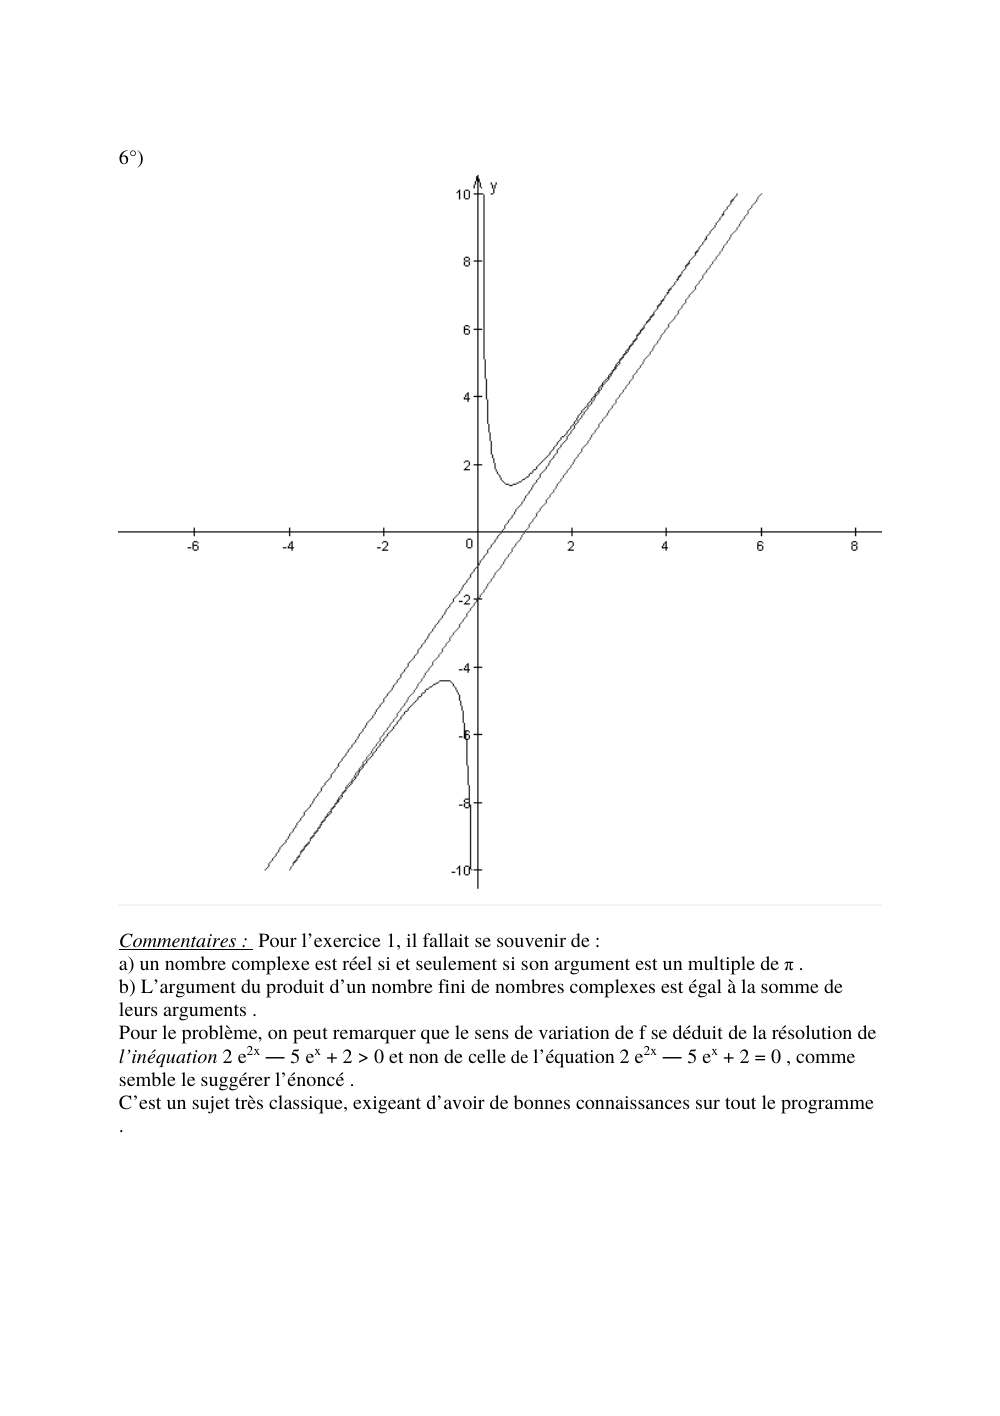 6°)
y
10
8
6
4
2
-6 -4 -2 0 2 4 6 8
-2
-4
-6
-8
-10
Commentaires : Pour l’exercice 1, il fallait se souvenir de :
a) un nombre complexe est réel si et seulement si son argument est un multiple de π .
b) L’argument du produit d’un nombre fini de nombres complexes est égal à la somme de
leurs arguments .
Pour le problème, on peut remarquer que le sens de variation de f se déduit de la résolution de
l’inéquation 2 e²ˣ — 5 eˣ + 2 > 0 et non de celle de l’équation 2 e²ˣ — 5 eˣ + 2 = 0 , comme
semble le suggérer l’énoncé .
C’est un sujet très classique, exigeant d’avoir de bonnes connaissances sur tout le programme
.